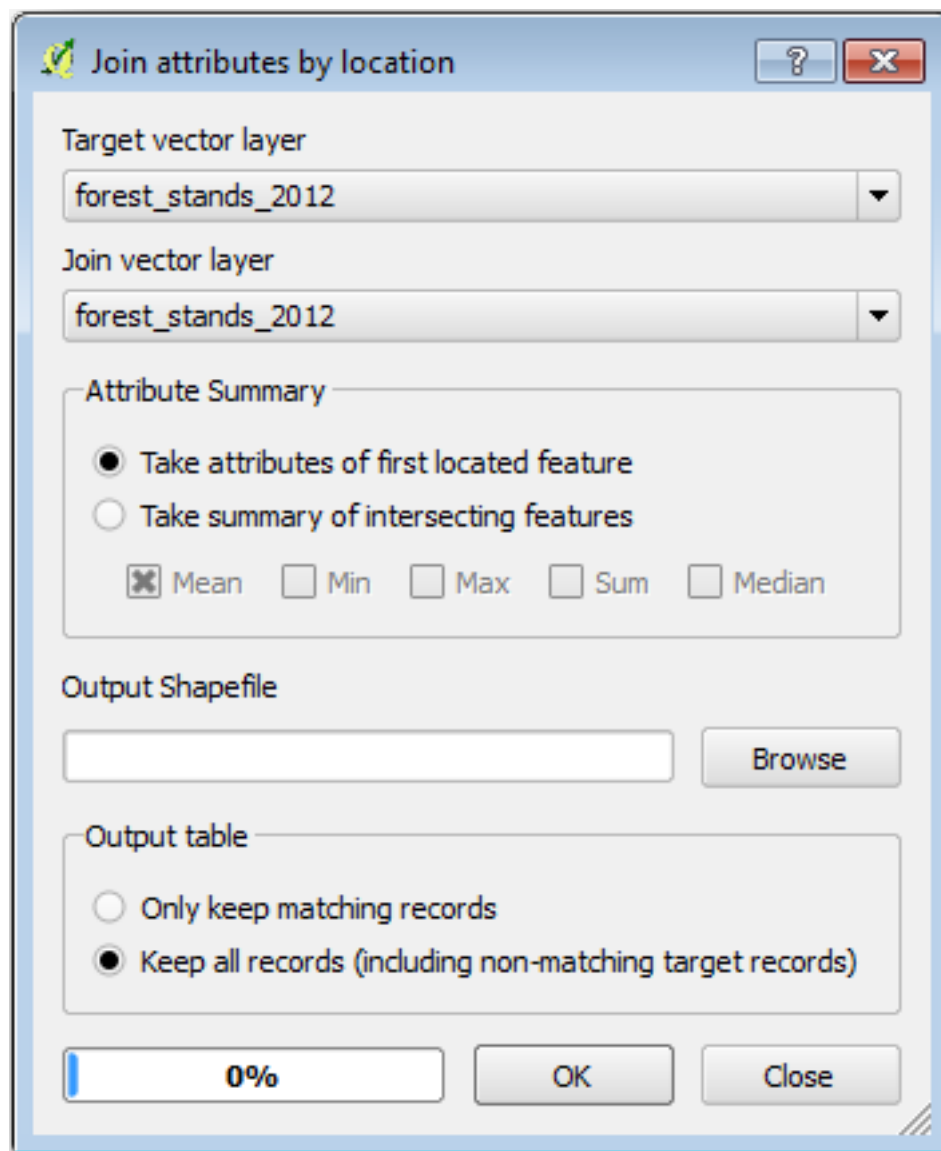 Join attributes by location
?
Target vector layer
forest_stands_2012
Join vector layer
forest_stands_2012
Attribute Summary
Take attributes of first located feature
Take summary of intersecting features
Mean Min Max Sum Median
Output Shapefile
Browse
Output table
Only keep matching records
Keep all records (including non-matching target records)
0% OK Close